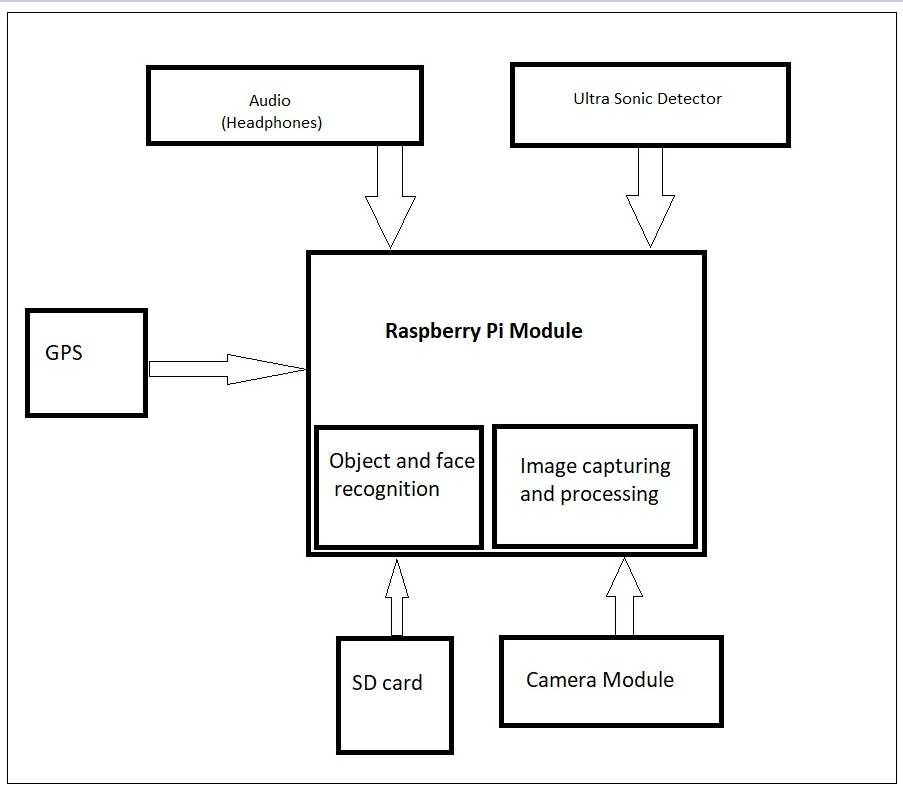 Audio
(Headphones)
Ultra Sonic Detector
Raspberry Pi Module
GPS
Object and face
recognition
Image capturing
and processing
SD card
Camera Module